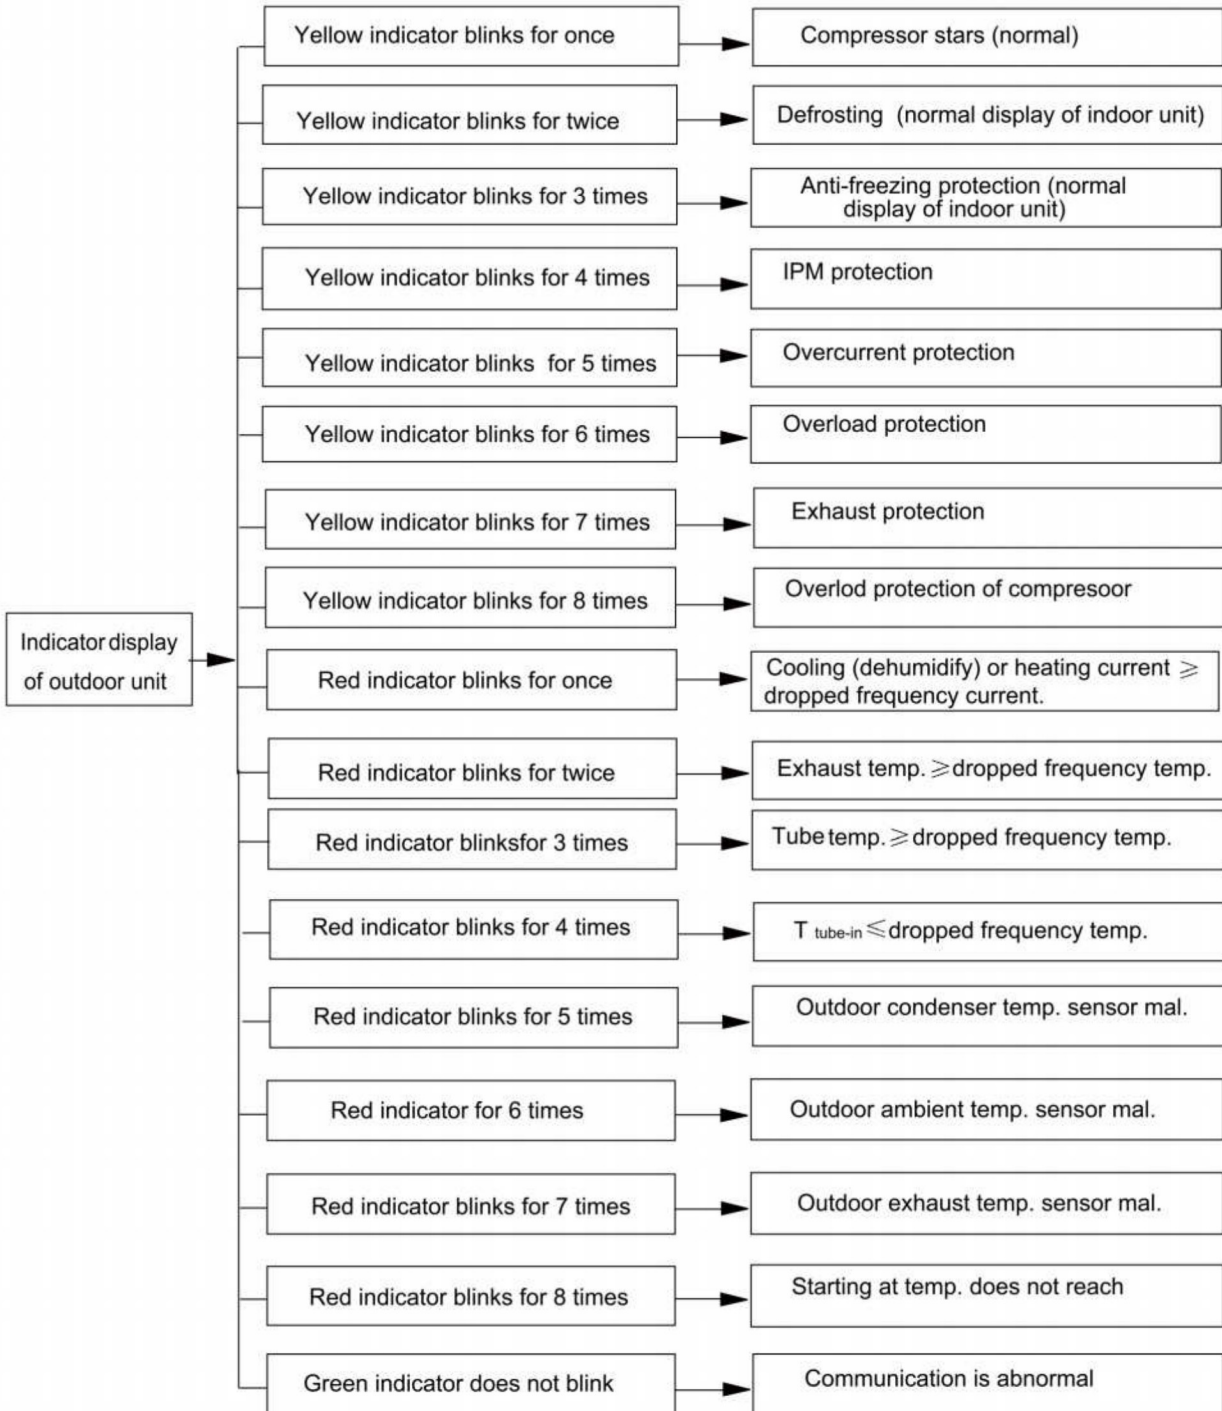 Yellow indicator blinks for once
Compressor stars (normal)
Yellow indicator blinks for twice
Defrosting (normal display of indoor unit)
Yellow indicator blinks for 3 times
Anti-freezing protection (normal
display of indoor unit)
Yellow indicator blinks for 4 times
IPM protection
Yellow indicator blinks for 5 times
Overcurrent protection
Yellow indicator blinks for 6 times
Overload protection
Yellow indicator blinks for 7 times
Exhaust protection
Yellow indicator blinks for 8 times
Overlod protection of compresoor
Indicator display
of outdoor unit
Red indicator blinks for once
Cooling (dehumidify) or heating current ≥
dropped frequency current.
Red indicator blinks for twice
Exhaust temp. ≥ dropped frequency temp.
Red indicator blinksfor 3 times
Tube temp. ≥ dropped frequency temp.
Red indicator blinks for 4 times
T tube-in ≤ dropped frequency temp.
Red indicator blinks for 5 times
Outdoor condenser temp. sensor mal.
Red indicator for 6 times
Outdoor ambient temp. sensor mal.
Red indicator blinks for 7 times
Outdoor exhaust temp. sensor mal.
Red indicator blinks for 8 times
Starting at temp. does not reach
Green indicator does not blink
Communication is abnormal